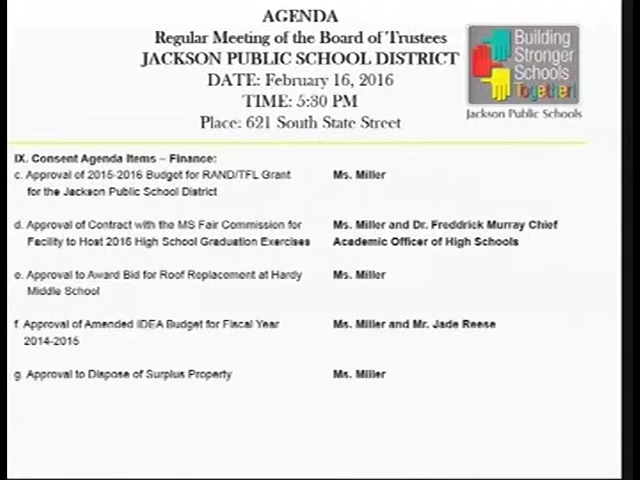 AGENDA
Regular Meeting of the Board of Trustees
JACKSON PUBLIC SCHOOL DISTRICT
DATE: February 16, 2016
TIME: 5:30 PM
Place: 621 South State Street
Building
Stronger
Schools
Together!
Jackson Public Schools
IX. Consent Agenda Items – Finance:
c. Approval of 2015-2016 Budget for RAND/TFL Grant Ms. Miller
for the Jackson Public School District
d. Approval of Contract with the MS Fair Commission for Ms. Miller and Dr. Freddrick Murray Chief
Facility to Host 2016 High School Graduation Exercises Academic Officer of High Schools
e. Approval to Award Bid for Roof Replacement at Hardy Ms. Miller
Middle School
f. Approval of Amended IDEA Budget for Fiscal Year Ms. Miller and Mr. Jade Reese
2014-2015
g. Approval to Dispose of Surplus Property Ms. Miller